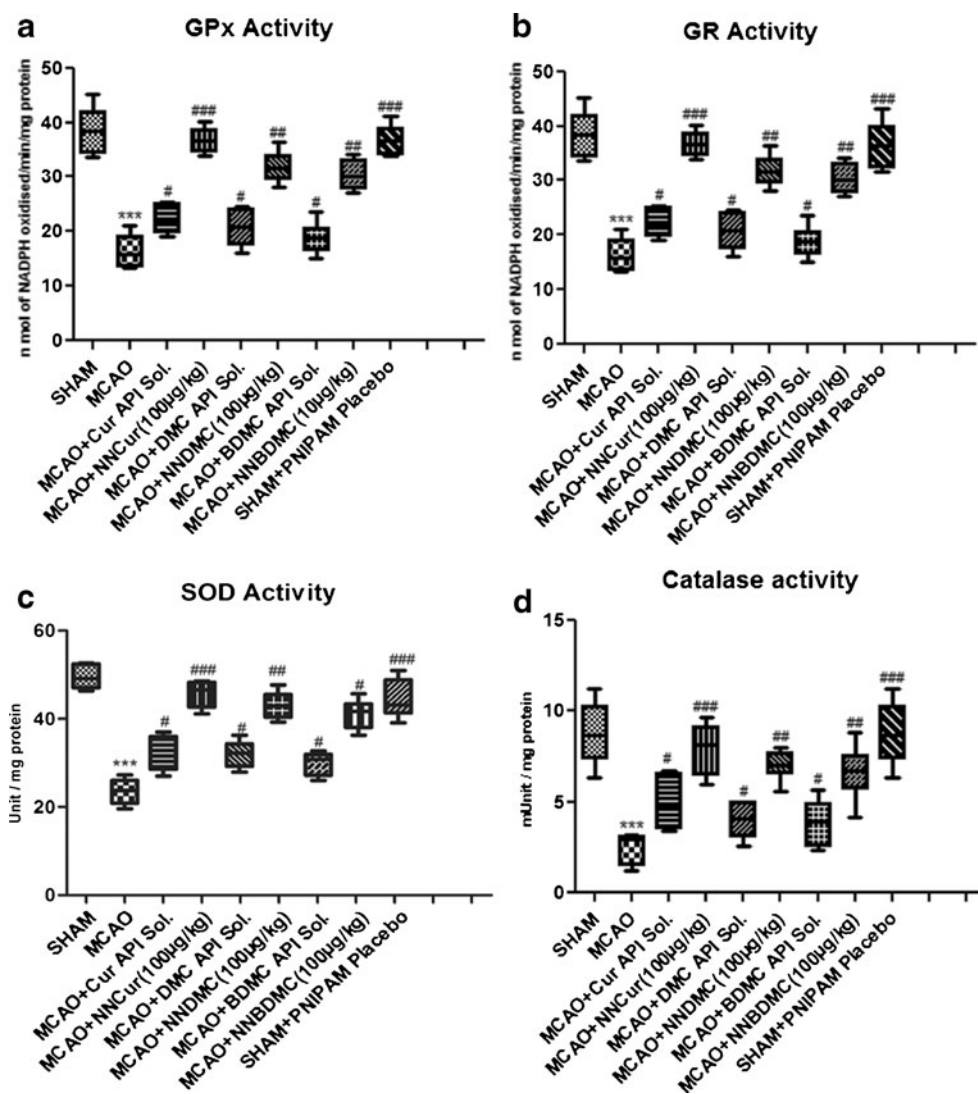 a
GPx Activity
n mol of NADPH oxidised/min/mg protein
50
40
30
20
10
0
***
#
###
#
##
#
##
###
SHAM
MCAO
MCAO+Cur API Sol.
MCAO+NNCur(100µg/kg)
MCAO+DMC API Sol.
MCAO+NNDMC(100µg/kg)
MCAO+BDMC API Sol.
MCAO+NNBDMC(10µg/kg)
SHAM+PNIPAM Placebo
b
GR Activity
n mol of NADPH oxidised/min/mg protein
50
40
30
20
10
0
***
#
###
#
##
#
##
###
SHAM
MCAO
MCAO+Cur API Sol.
MCAO+NNCur(100µg/kg)
MCAO+DMC API Sol.
MCAO+NNDMC(100µg/kg)
MCAO+BDMC API Sol.
MCAO+NNBDMC(100µg/kg)
SHAM+PNIPAM Placebo
c
SOD Activity
Unit / mg protein
60
40
20
0
***
#
###
#
##
#
#
###
SHAM
MCAO
MCAO+Cur API Sol.
MCAO+NNCur(100µg/kg)
MCAO+DMC API Sol.
MCAO+NNDMC(100µg/kg)
MCAO+BDMC API Sol.
MCAO+NNBDMC(100µg/kg)
SHAM+PNIPAM Placebo
d
Catalase activity
mUnit / mg protein
15
10
5
0
***
#
###
#
##
#
##
###
SHAM
MCAO
MCAO+Cur API Sol.
MCAO+NNCur(100µg/kg)
MCAO+DMC API Sol.
MCAO+NNDMC(100µg/kg)
MCAO+BDMC API Sol.
MCAO+NNBDMC(100µg/kg)
SHAM+PNIPAM Placebo